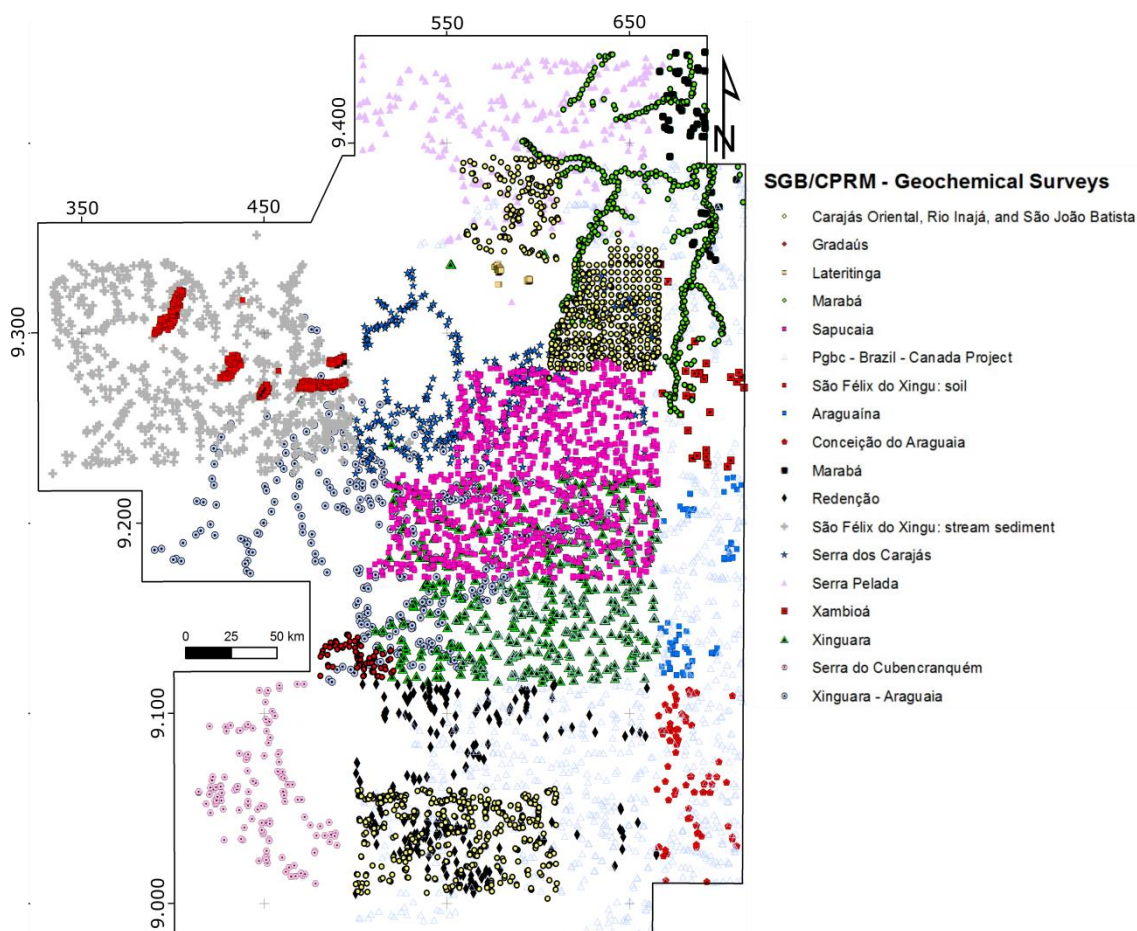 550 650
9.400
N
350 450
9.300
9.200
0 25 50 km
9.100
9.000
SGB/CPRM - Geochemical Surveys
Carajás Oriental, Rio Inajá, and São João Batista
Gradaús
Lateritinga
Marabá
Sapucaia
Pgbc - Brazil - Canada Project
São Félix do Xingu: soil
Araguaína
Conceição do Araguaia
Marabá
Redenção
São Félix do Xingu: stream sediment
Serra dos Carajás
Serra Pelada
Xambioá
Xinguara
Serra do Cubencranquém
Xinguara - Araguaia